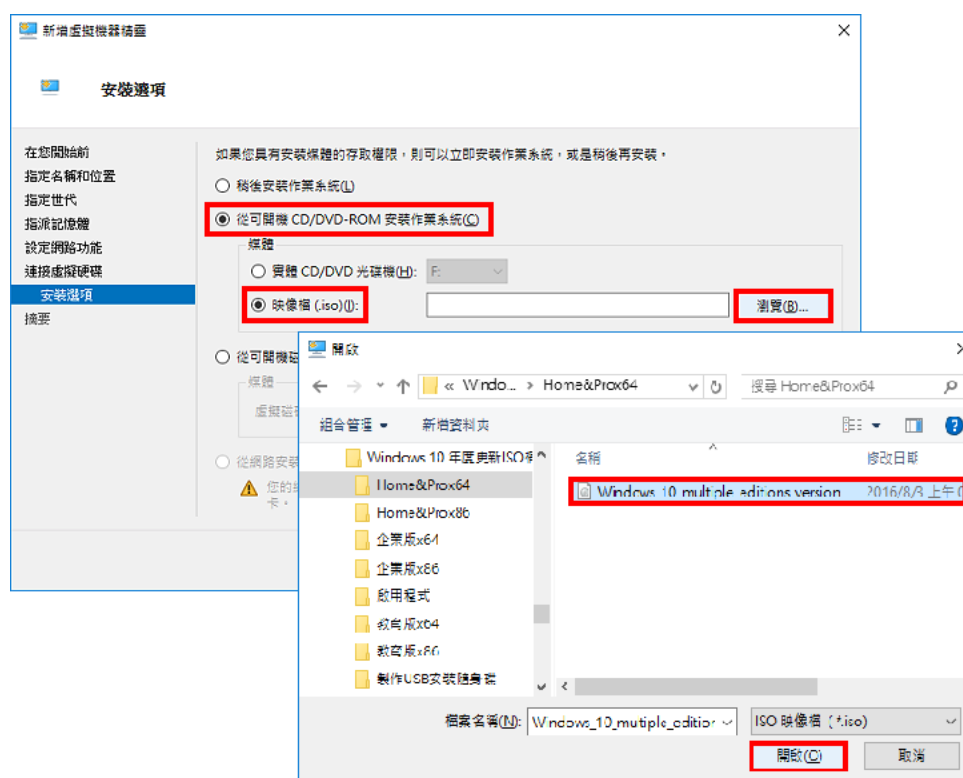 新增虛擬機器精靈
安裝選項
在您開始前
指定名稱和位置
指定世代
指派記憶體
設定網路功能
連接虛擬硬碟
安裝選項
摘要
如果您具有安裝媒體的存取權限，則可以立即安裝作業系統，或是稍後再安裝。
稍後安裝作業系統(L)
從可開機 CD/DVD-ROM 安裝作業系統(C)
媒體
實體 CD/DVD 光碟機(H): F:
映像檔 (.iso)(I): 瀏覽(B)...
從可開機磁
媒體
虛擬磁
從網路安裝
您的
卡。
開啟
« Windo... › Home&Prox64
搜尋 Home&Prox64
組合管理 新增資料夾
Windows 10 年度更新ISO
Home&Prox64
Home&Prox86
企業版x64
企業版x86
啟用程式
教育版x64
教育版x86
製作USB安裝隨身碟
名稱 修改日期
Windows 10 multiple editions version 2016/8/3 上午
檔案名稱(N): Windows_10_mutiple_editior ISO 映像檔 (*.iso)
開啟(O) 取消